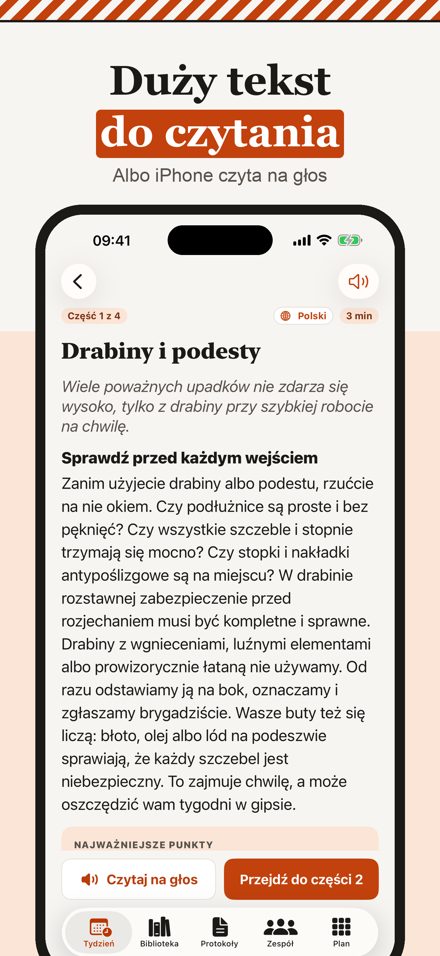 Duży tekst
do czytania
Albo iPhone czyta na głos
09:41
Część 1 z 4
Polski
3 min
Drabiny i podesty
Wiele poważnych upadków nie zdarza się
wysoko, tylko z drabiny przy szybkiej robocie
na chwilę.
Sprawdź przed każdym wejściem
Zanim użyjecie drabiny albo podestu, rzućcie
na nie okiem. Czy podłużnice są proste i bez
pęknięć? Czy wszystkie szczeble i stopnie
trzymają się mocno? Czy stopki i nakładki
antypoślizgowe są na miejscu? W drabinie
rozstawnej zabezpieczenie przed
rozjechaniem musi być kompletne i sprawne.
Drabiny z wgnieceniami, luźnymi elementami
albo prowizorycznie łataną nie używamy. Od
razu odstawiamy ją na bok, oznaczamy i
zgłaszamy brygadziście. Wasze buty też się
liczą: błoto, olej albo lód na podeszwie
sprawiają, że każdy szczebel jest
niebezpieczny. To zajmuje chwilę, a może
oszczędzić wam tygodni w gipsie.
NAJWAŻNIEJSZE PUNKTY
Czytaj na głos
Przejdź do części 2
Tydzień
Biblioteka
Protokoły
Zespół
Plan